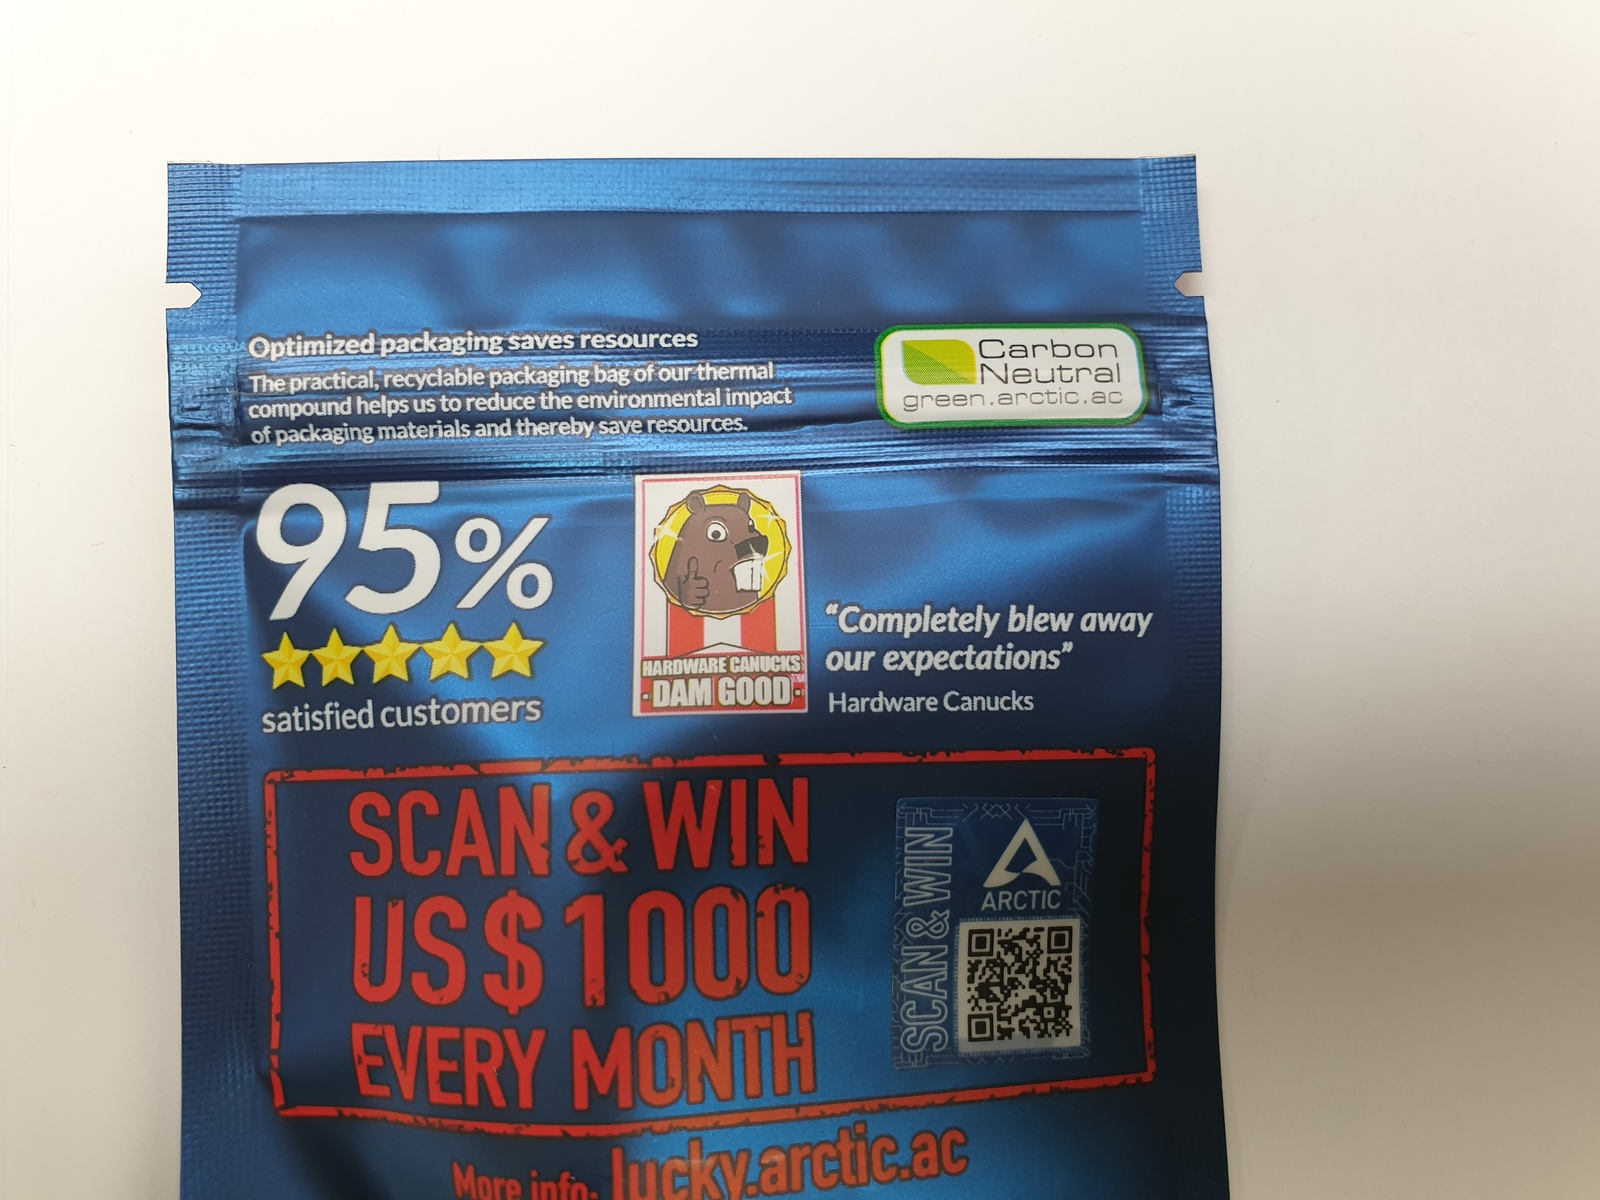 Optimized packaging saves resources
The practical, recyclable packaging bag of our thermal
compound helps us to reduce the environmental impact
of packaging materials and thereby save resources.
Carbon
Neutral
green.arctic.ac
95%
satisfied customers
HARDWARE CANUCKS
DAM GOOD
“Completely blew away
our expectations”
Hardware Canucks
SCAN & WIN
US $ 1000
EVERY MONTH
SCAN & WIN
ARCTIC
More info: lucky.arctic.ac